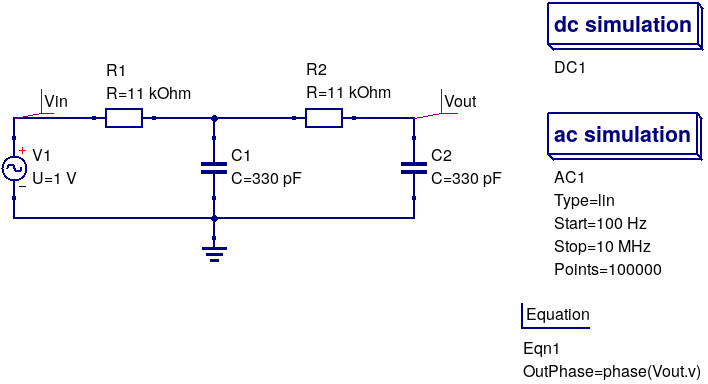 Vin
R1
R=11 kOhm
R2
R=11 kOhm
Vout
+
V1
U=1 V
−
C1
C=330 pF
C2
C=330 pF
dc simulation
DC1
ac simulation
AC1
Type=lin
Start=100 Hz
Stop=10 MHz
Points=100000
Equation
Eqn1
OutPhase=phase(Vout.v)